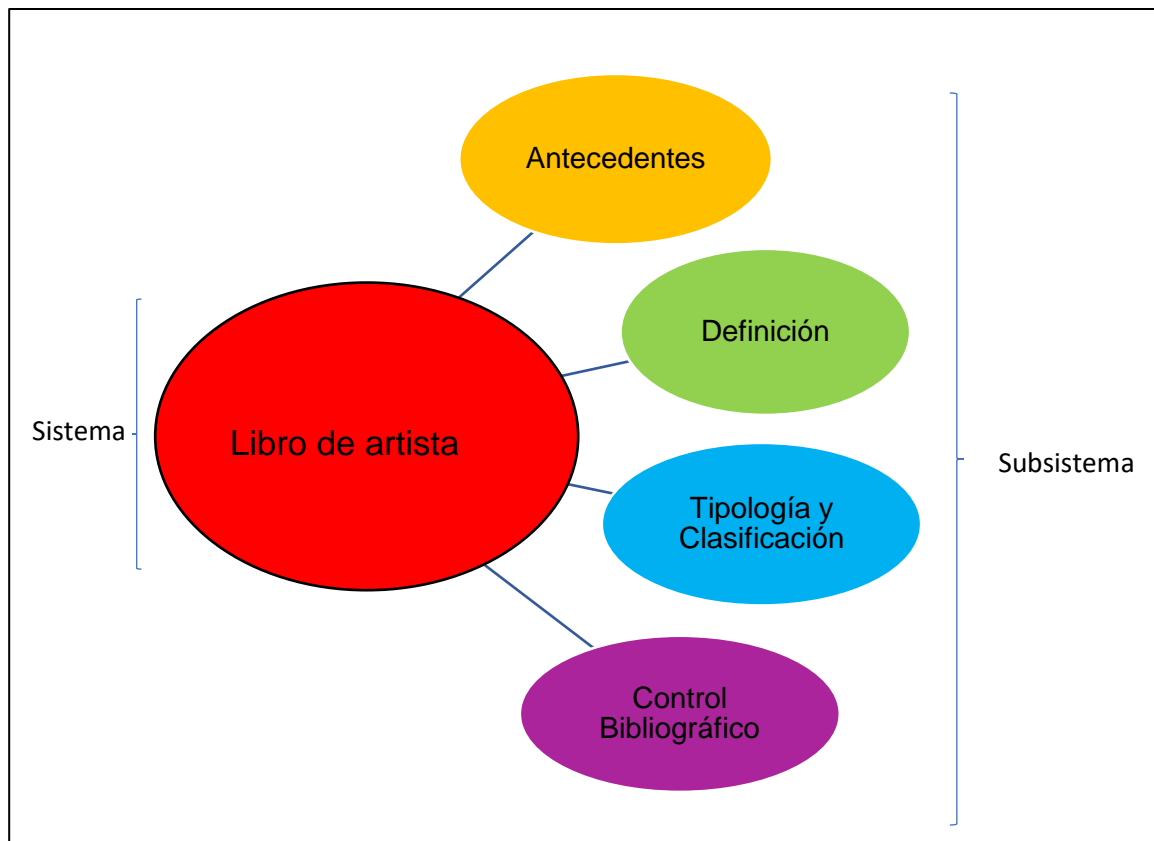 Antecedentes
Definición
Sistema
Libro de artista
Subsistema
Tipología y
Clasificación
Control
Bibliográfico